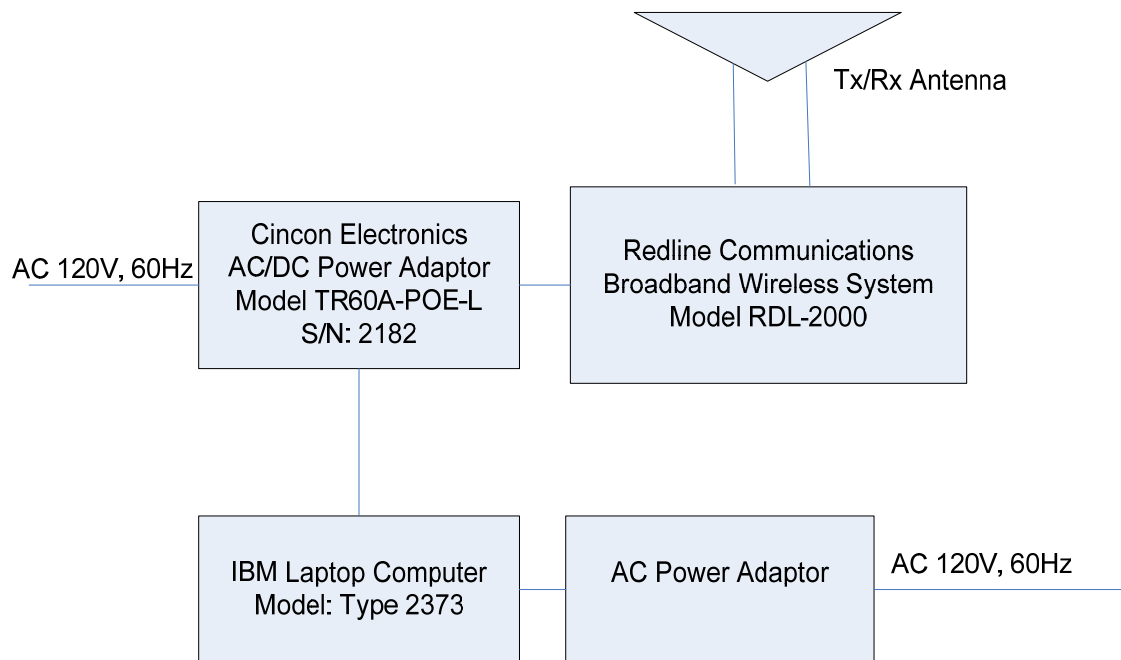 Tx/Rx Antenna
AC 120V, 60Hz
Cincon Electronics
AC/DC Power Adaptor
Model TR60A-POE-L
S/N: 2182
Redline Communications
Broadband Wireless System
Model RDL-2000
IBM Laptop Computer
Model: Type 2373
AC Power Adaptor
AC 120V, 60Hz